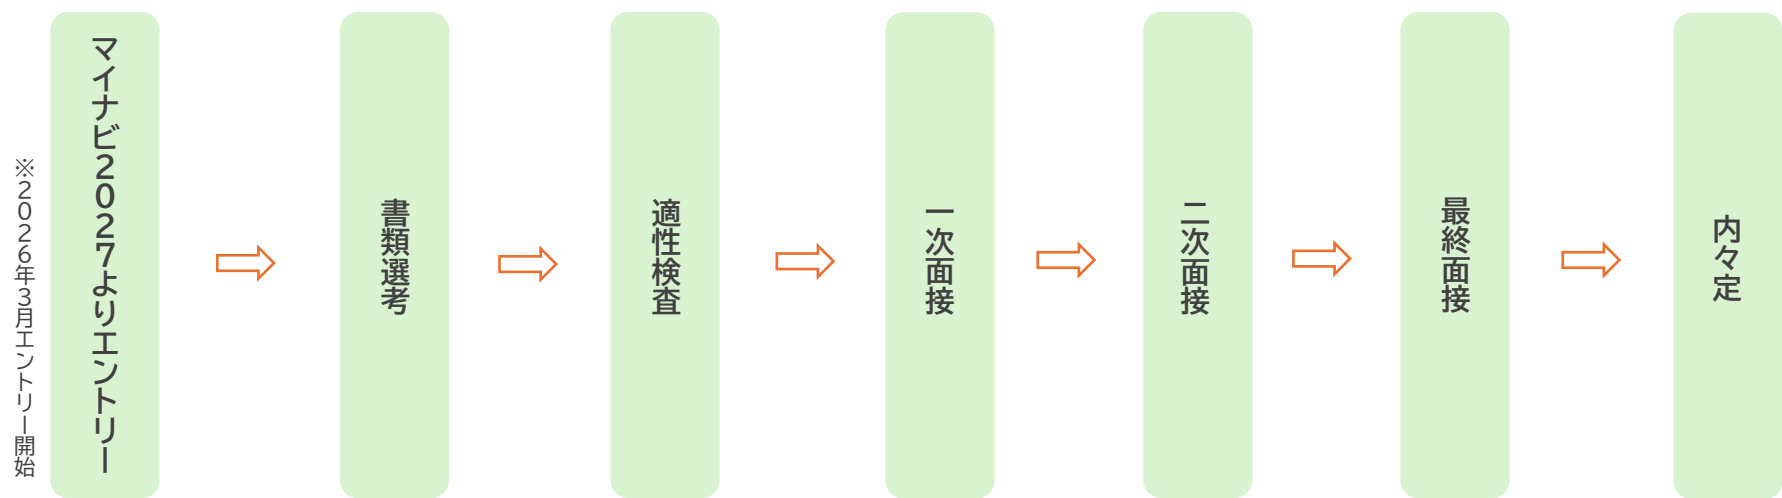 マイナビ2027よりエントリー
※2026年3月エントリー開始
書類選考
適性検査
一次面接
二次面接
最終面接
内々定